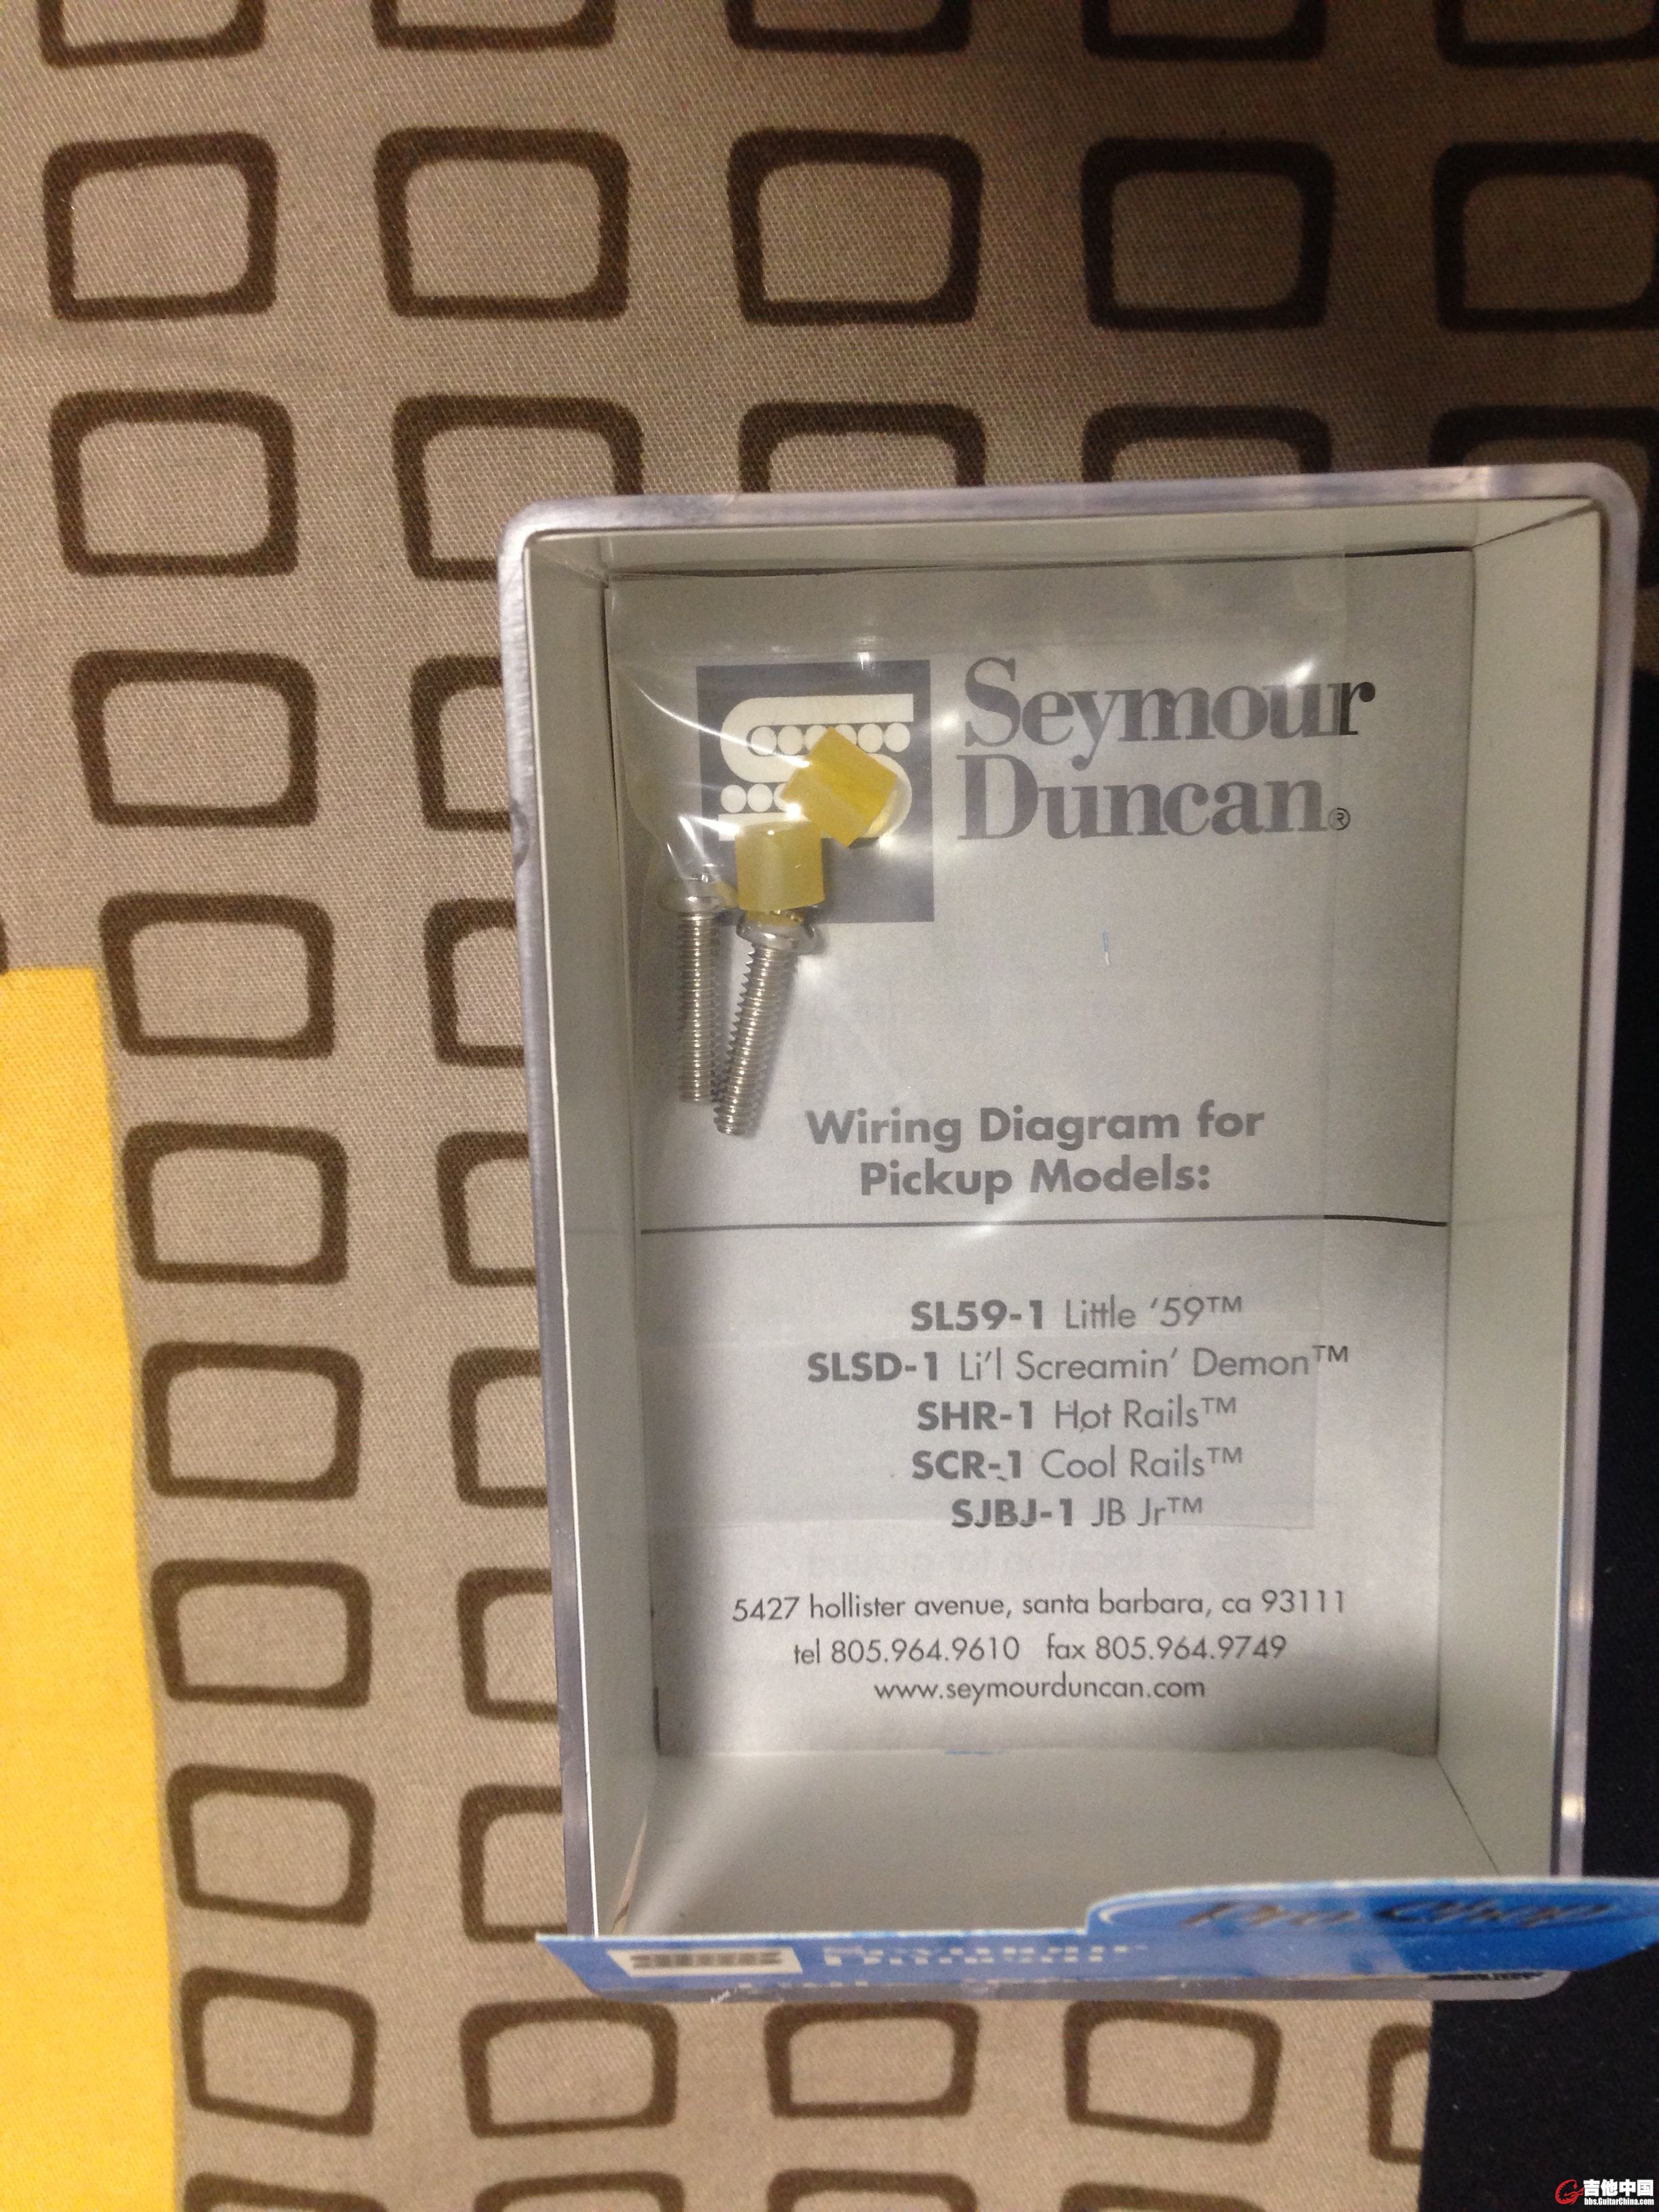 Seymour
Duncan®
Wiring Diagram for
Pickup Models:
SL59-1 Little ‘59™
SLSD-1 Li’l Screamin’ Demon™
SHR-1 Hot Rails™
SCR-1 Cool Rails™
SJBJ-1 JB Jr™
5427 hollister avenue, santa barbara, ca 93111
tel 805.964.9610 fax 805.964.9749
www.seymourduncan.com
Seymour
Duncan
吉他中国
bbs.GuitarChina.com